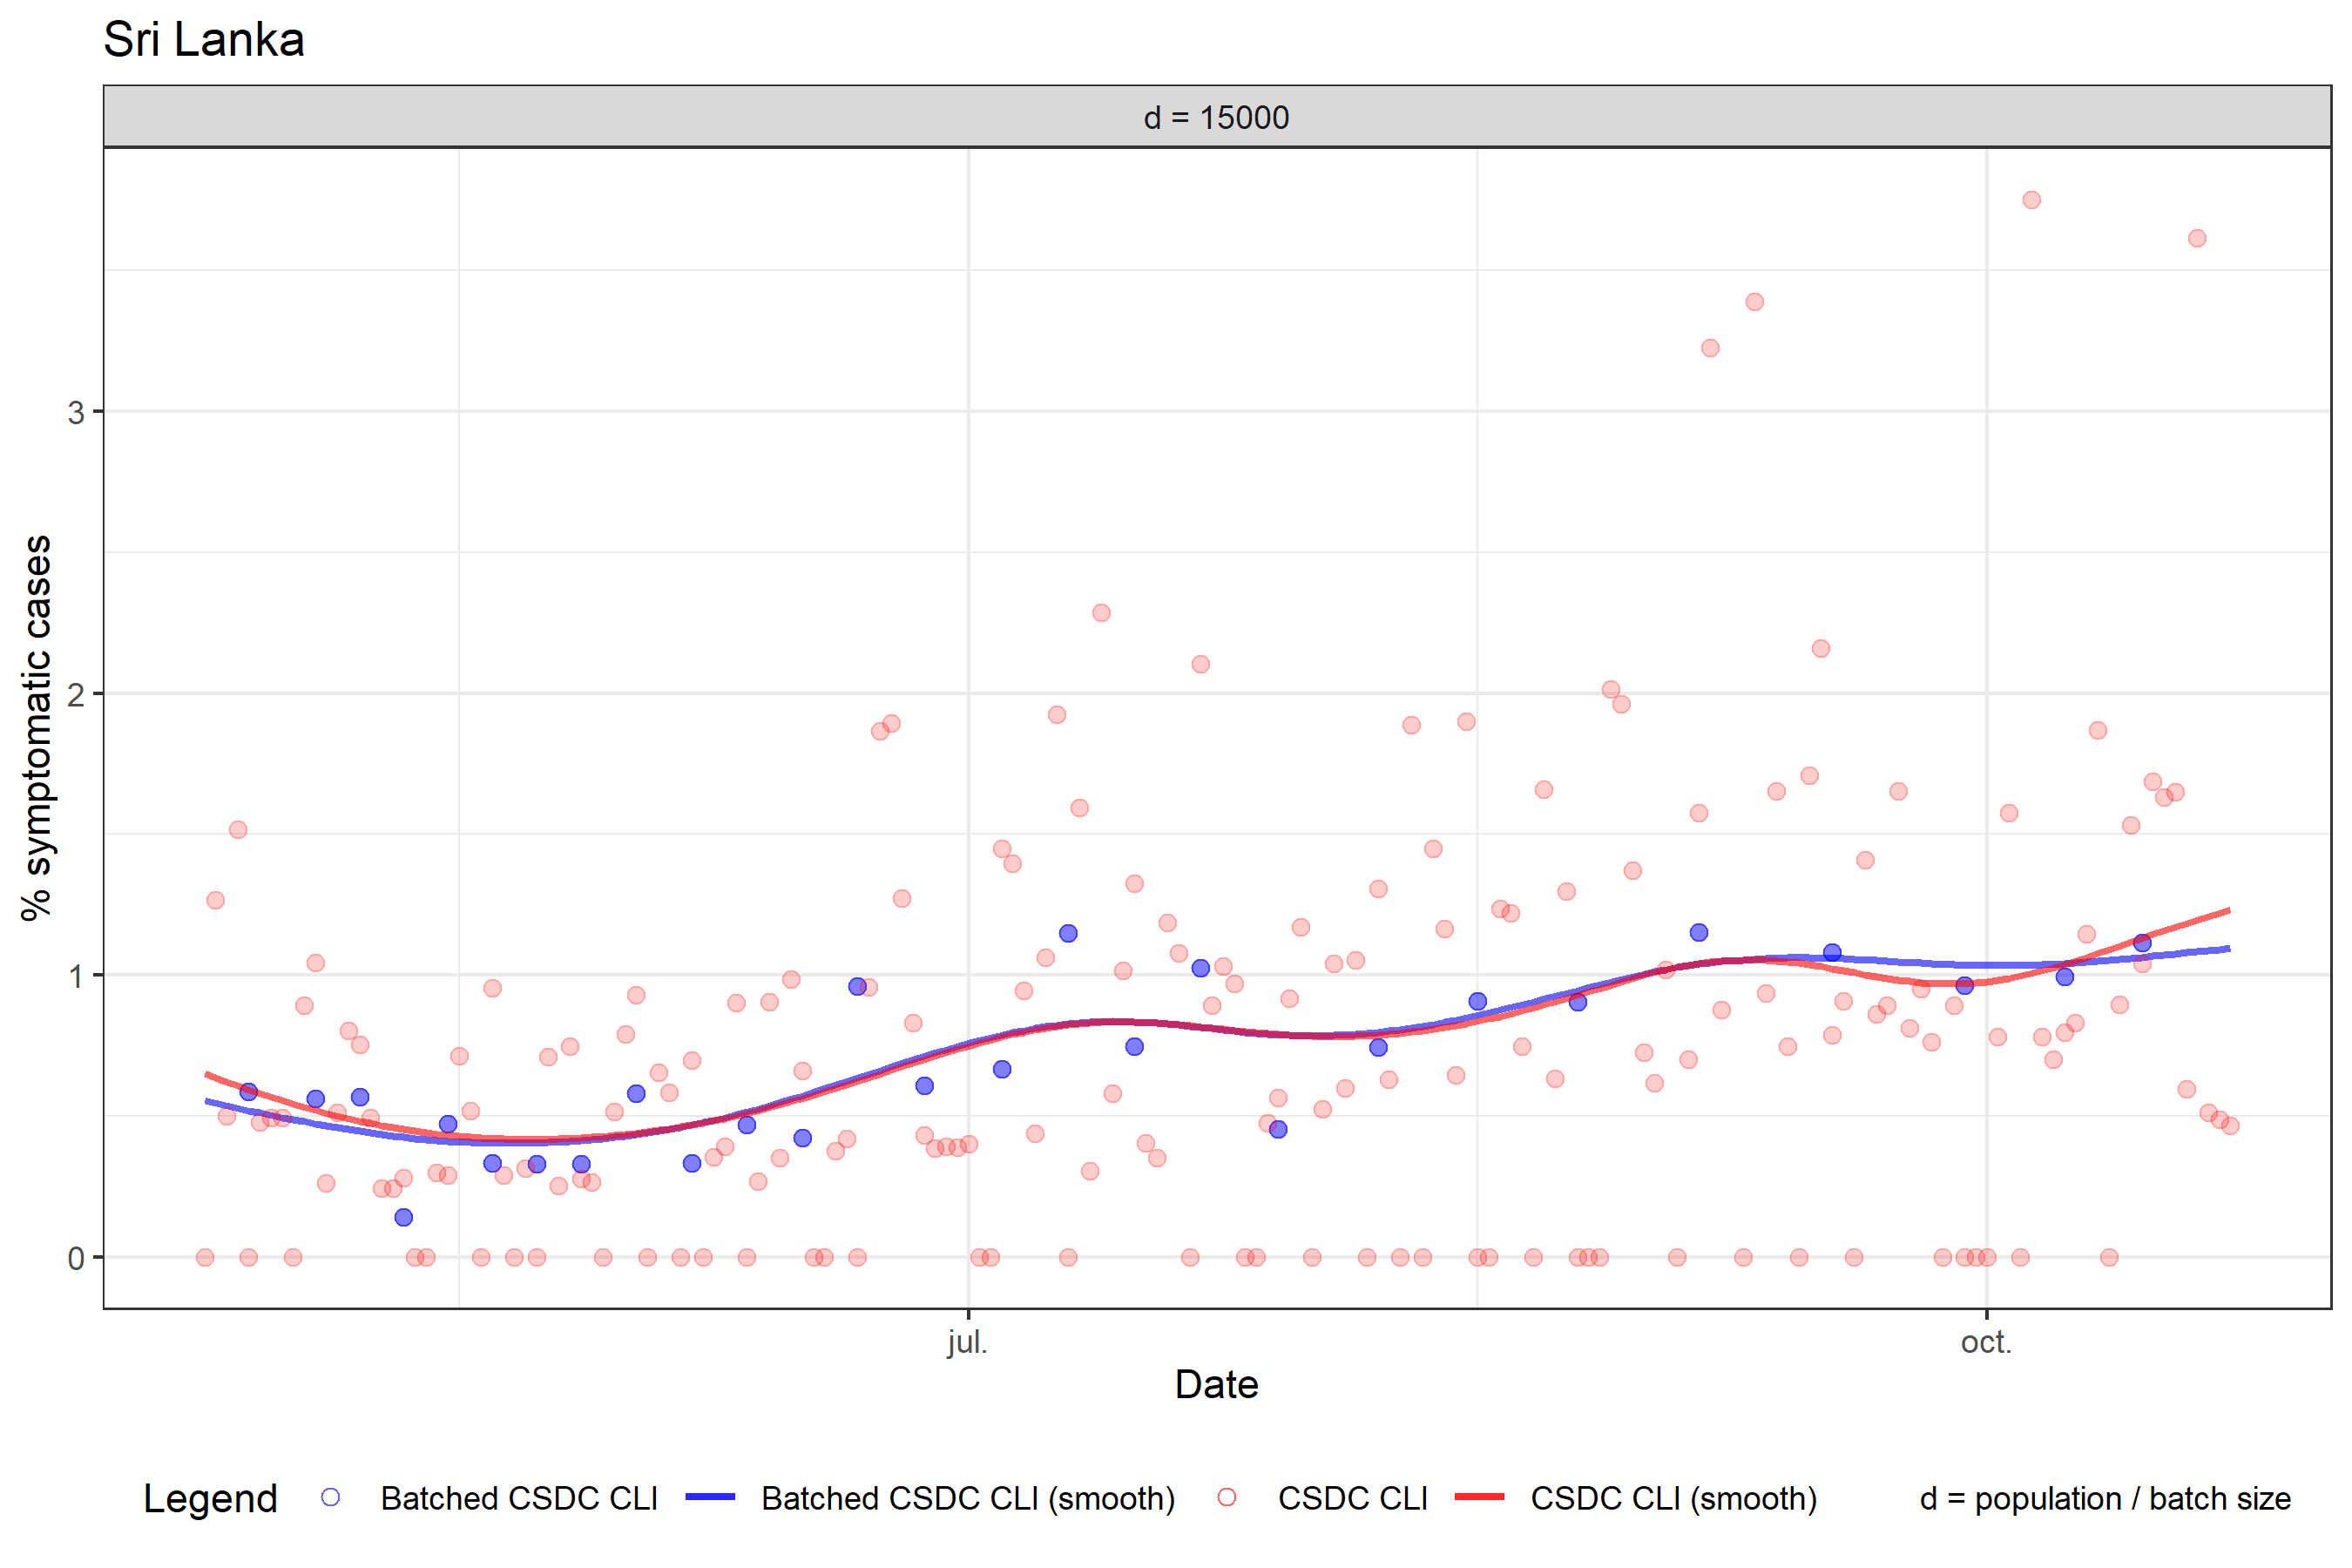 Sri Lanka
d = 15000
% symptomatic cases
3
2
1
0
jul.
oct.
Date
Legend
Batched CSDC CLI
Batched CSDC CLI (smooth)
CSDC CLI
CSDC CLI (smooth)
d = population / batch size